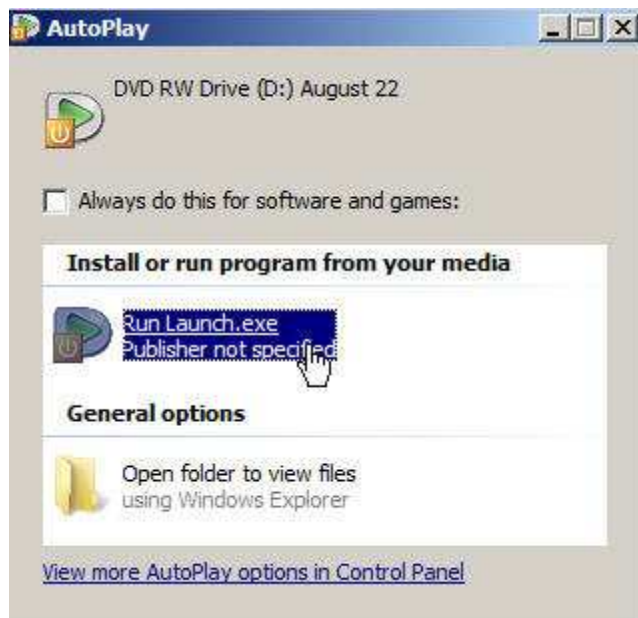 AutoPlay
DVD RW Drive (D:) August 22
Always do this for software and games:
Install or run program from your media
Run Launch.exe
Publisher not specified
General options
Open folder to view files
using Windows Explorer
View more AutoPlay options in Control Panel